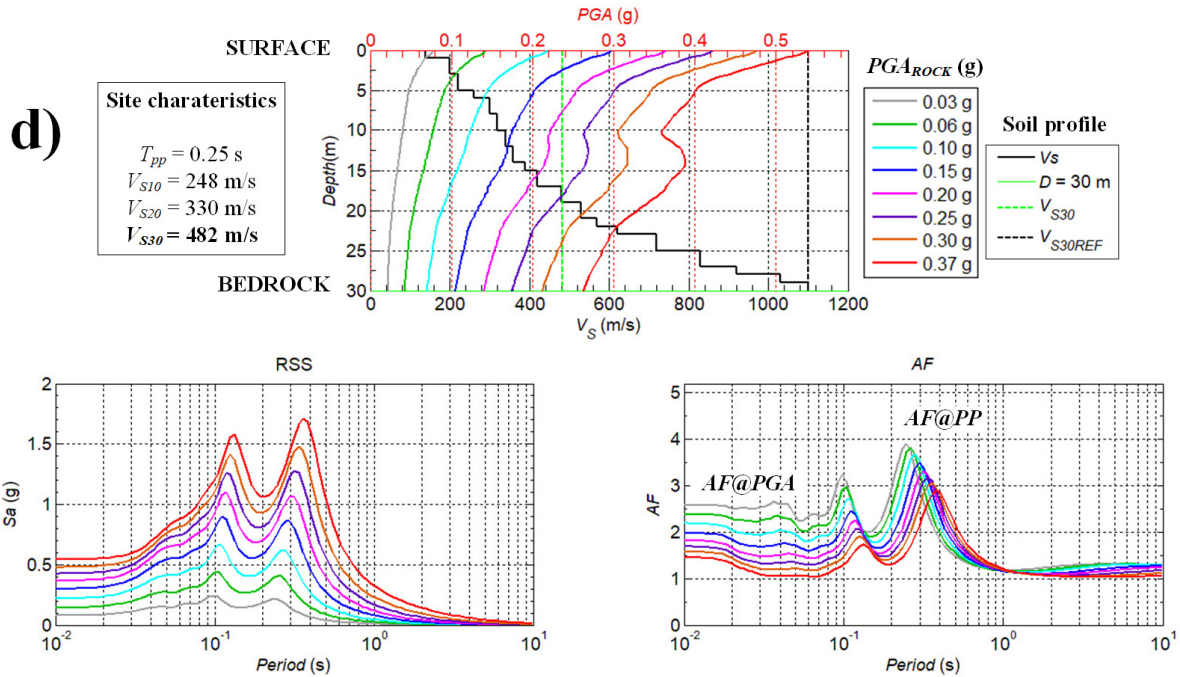 d)
Site charateristics
Tpp = 0.25 s
VS10 = 248 m/s
VS20 = 330 m/s
VS30 = 482 m/s
PGA (g)
0 0.1 0.2 0.3 0.4 0.5
SURFACE
BEDROCK
Depth(m)
0
5
10
15
20
25
30
0 200 400 600 800 1000 1200
VS (m/s)
PGAROCK (g)
0.03 g
0.06 g
0.10 g
0.15 g
0.20 g
0.25 g
0.30 g
0.37 g
Soil profile
Vs
D = 30 m
VS30
VS30REF
RSS
Sa (g)
2
1.5
1
0.5
0
10-2 10-1 100 101
Period (s)
AF
AF@PP
AF@PGA
AF
5
4
3
2
1
0
10-2 10-1 100 101
Period (s)